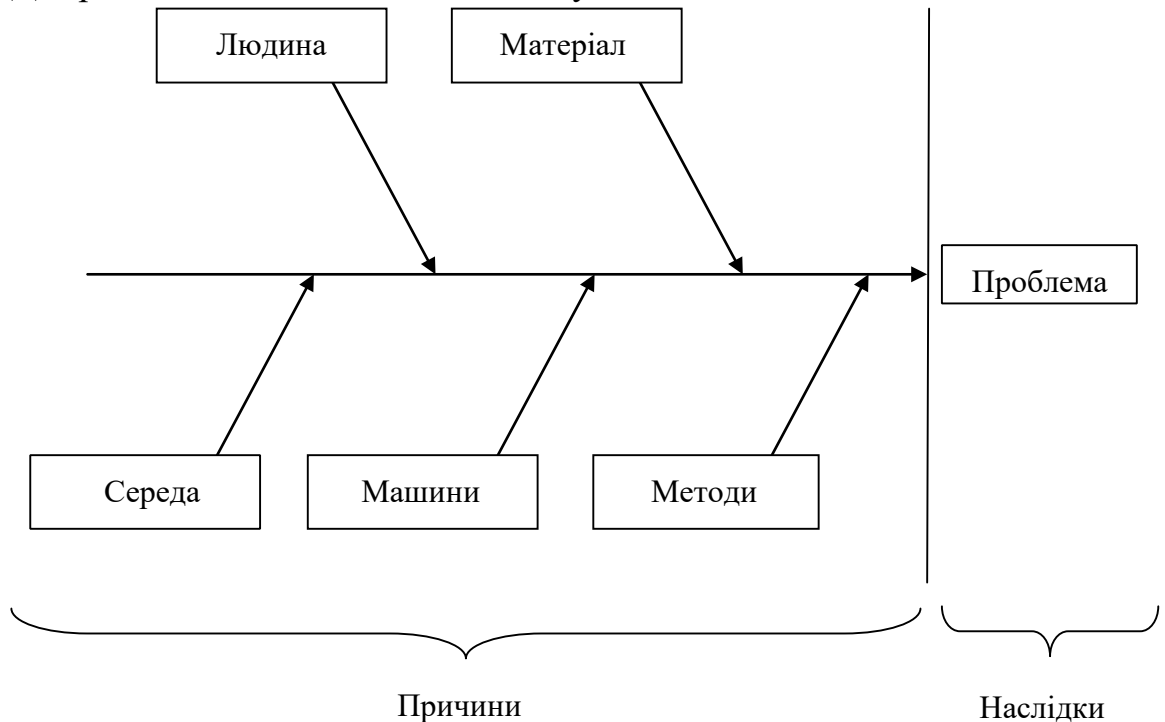 Людина
Матеріал
Проблема
Середа
Машини
Методи
Причини
Наслідки